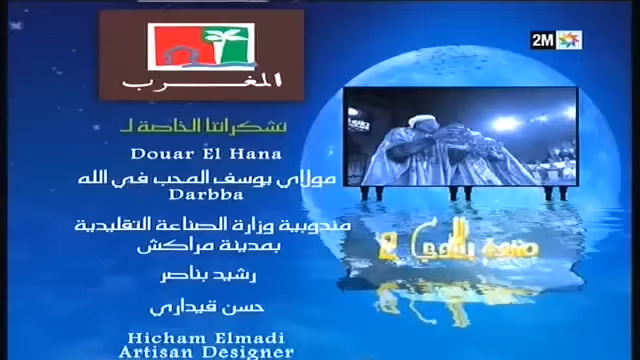 2M
المغرب
تشكراتنا الخاصة لـ
Douar El Hana
مولاي يوسف المحب في الله
Darbba
مندوبية وزارة الصناعة التقليدية
بمدينة مراكش
رشيد بناصر
حسن قيداري
Hicham Elmadi
Artisan Designer